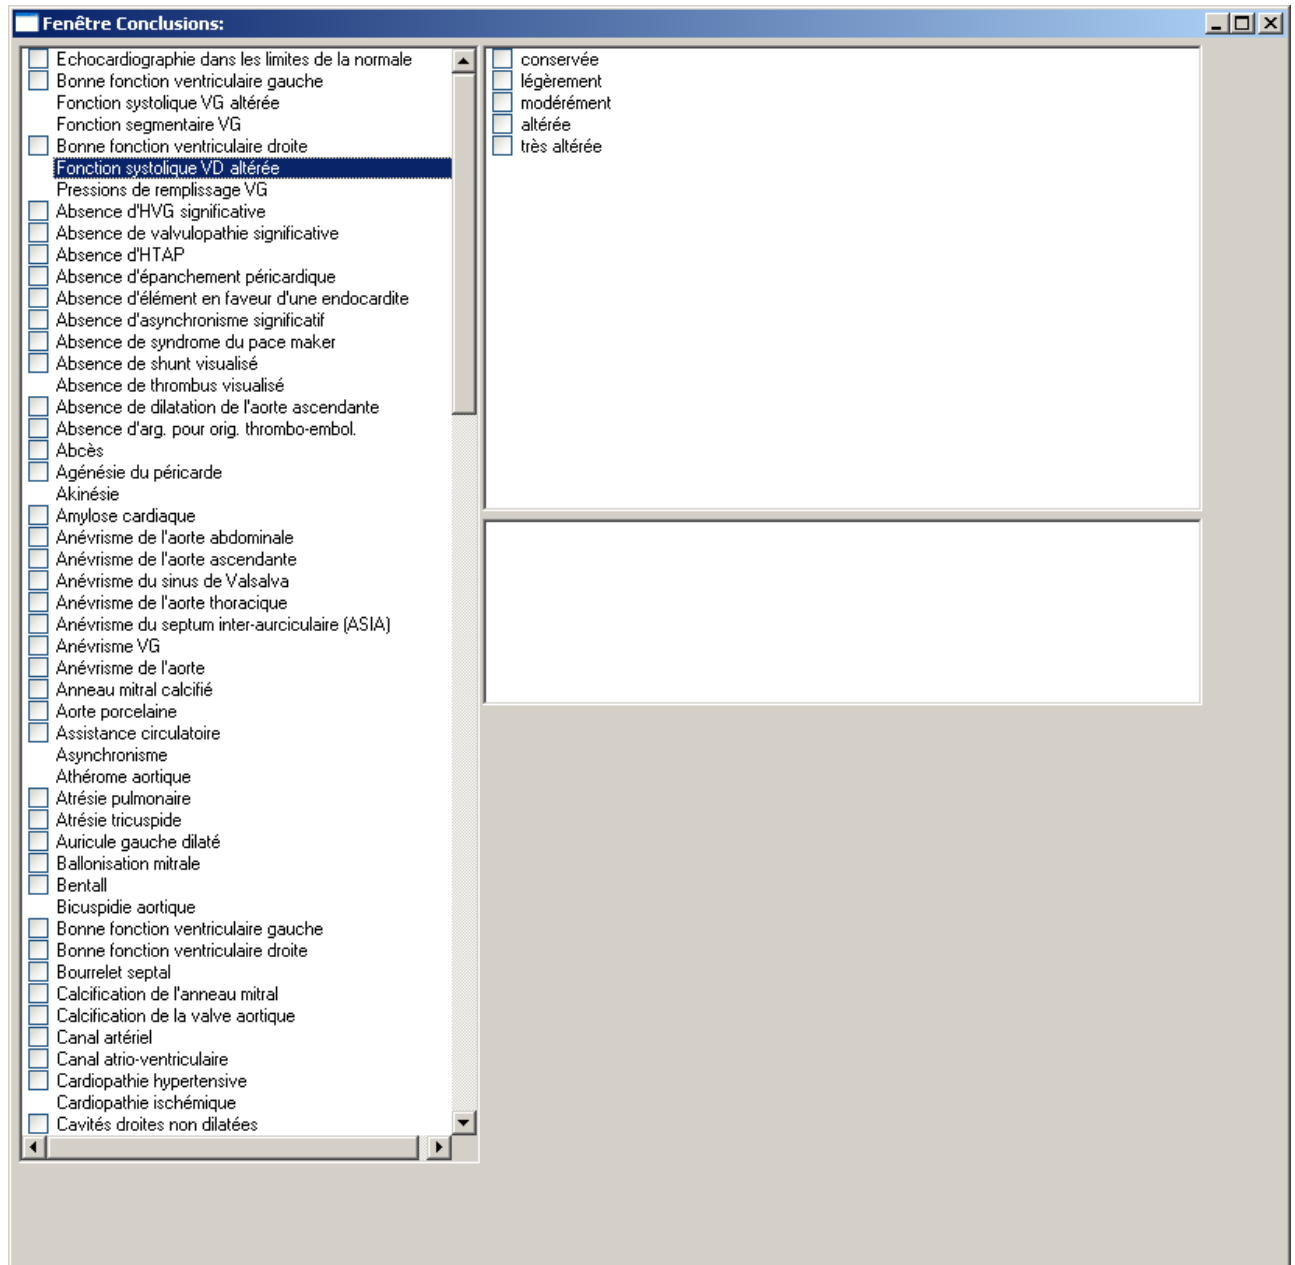 Fenêtre Conclusions:
Echocardiographie dans les limites de la normale
Bonne fonction ventriculaire gauche
Fonction systolique VG altérée
Fonction segmentaire VG
Bonne fonction ventriculaire droite
Fonction systolique VD altérée
Pressions de remplissage VG
Absence d'HVG significative
Absence de valvulopathie significative
Absence d'HTAP
Absence d'épanchement péricardique
Absence d'élément en faveur d'une endocardite
Absence d'asynchronisme significatif
Absence de syndrome du pace maker
Absence de shunt visualisé
Absence de thrombus visualisé
Absence de dilatation de l'aorte ascendante
Absence d'arg. pour orig. thrombo-embol.
Abcès
Agénésie du péricarde
Akinésie
Amylose cardiaque
Anévrisme de l'aorte abdominale
Anévrisme de l'aorte ascendante
Anévrisme du sinus de Valsalva
Anévrisme de l'aorte thoracique
Anévrisme du septum inter-aurciculaire (ASIA)
Anévrisme VG
Anévrisme de l'aorte
Anneau mitral calcifié
Aorte porcelaine
Assistance circulatoire
Asynchronisme
Athérome aortique
Atrésie pulmonaire
Atrésie tricuspide
Auricule gauche dilaté
Ballonisation mitrale
Bentall
Bicuspidie aortique
Bonne fonction ventriculaire gauche
Bonne fonction ventriculaire droite
Bourrelet septal
Calcification de l'anneau mitral
Calcification de la valve aortique
Canal artériel
Canal atrio-ventriculaire
Cardiopathie hypertensive
Cardiopathie ischémique
Cavités droites non dilatées
conservée
légèrement
modérément
altérée
très altérée